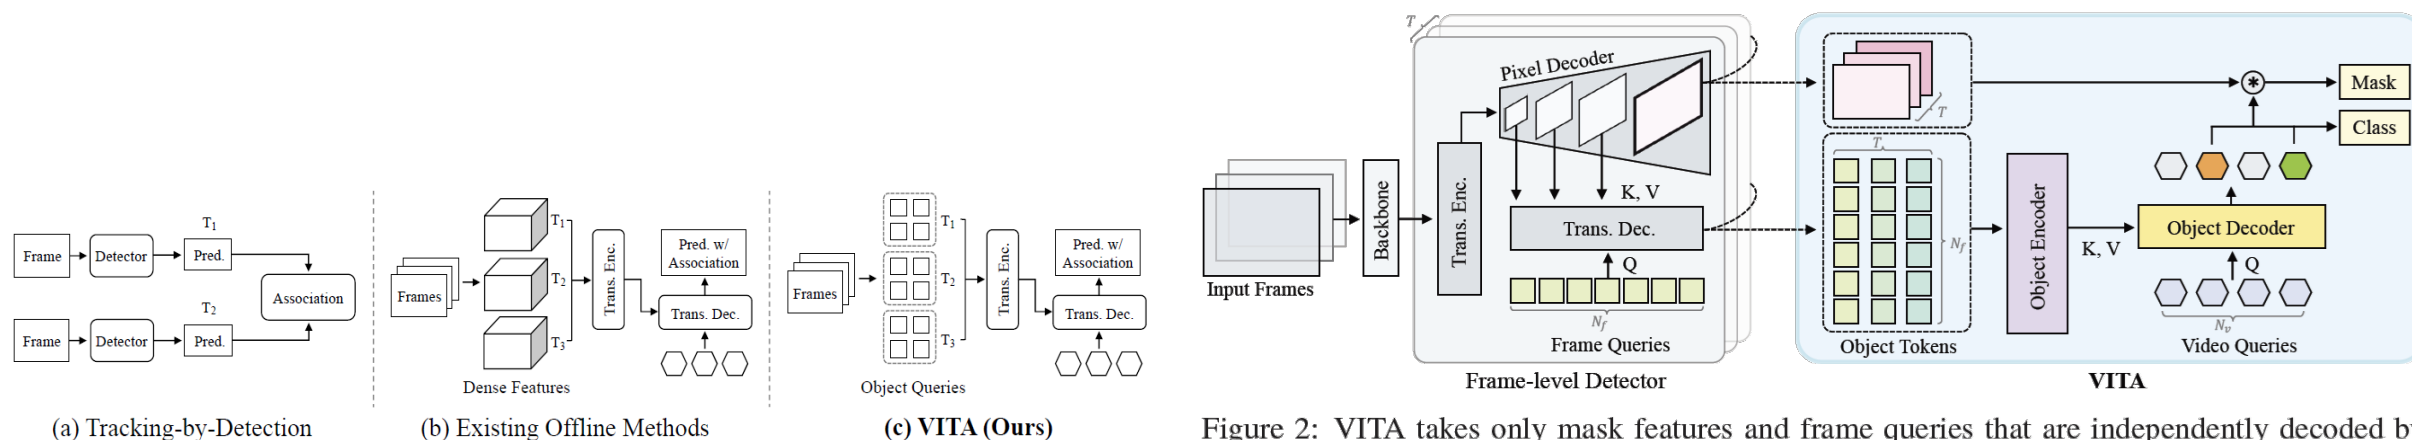 T₁
Frame
Detector
Pred.
Association
T₂
Frame
Detector
Pred.
(a) Tracking-by-Detection
Frames
T₁
T₂
T₃
Dense Features
Trans. Enc.
Pred. w/
Association
Trans. Dec.
(b) Existing Offline Methods
Frames
T₁
T₂
T₃
Object Queries
Trans. Enc.
Pred. w/
Association
Trans. Dec.
(c) VITA (Ours)
Input Frames
Backbone
T
Trans. Enc.
Pixel Decoder
K, V
Trans. Dec.
Q
N_f
Frame Queries
Frame-level Detector
T
T
N_f
Object Tokens
Object Encoder
K, V
Object Decoder
Q
N_v
Video Queries
Mask
Class
VITA
Figure 2: VITA takes only mask features and frame queries that are independently decoded by